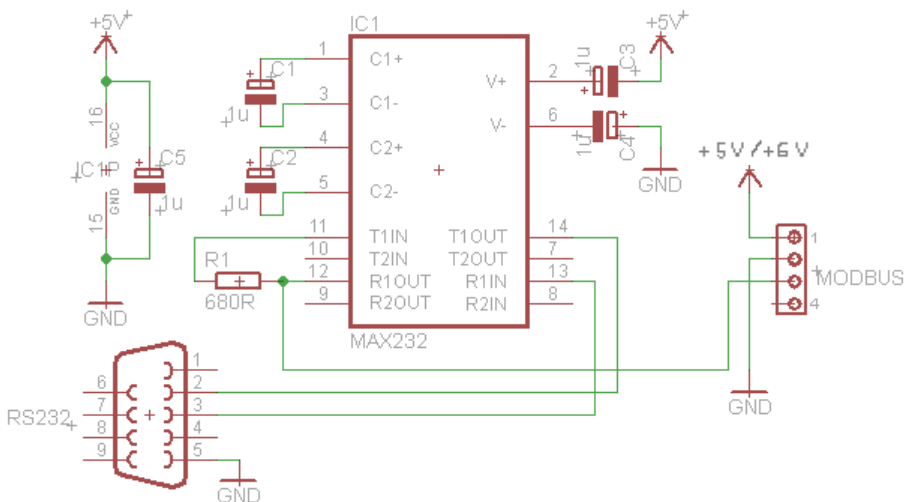 +5V
IC1
+5V
1
C1+
C1
1u
3
C1-
4
C2+
C2
1u
5
C2-
V+
2
1u
C3
V-
6
1u
C4
GND
16
VCC
IC1
GND
15
C5
1u
GND
+5V/+6V
11
T1IN
T1OUT
14
10
T2IN
T2OUT
7
R1
680R
12
R1OUT
R1IN
13
9
R2OUT
R2IN
8
MAX232
1
MODBUS
4
GND
RS232
6
7
8
9
1
2
3
4
5
GND